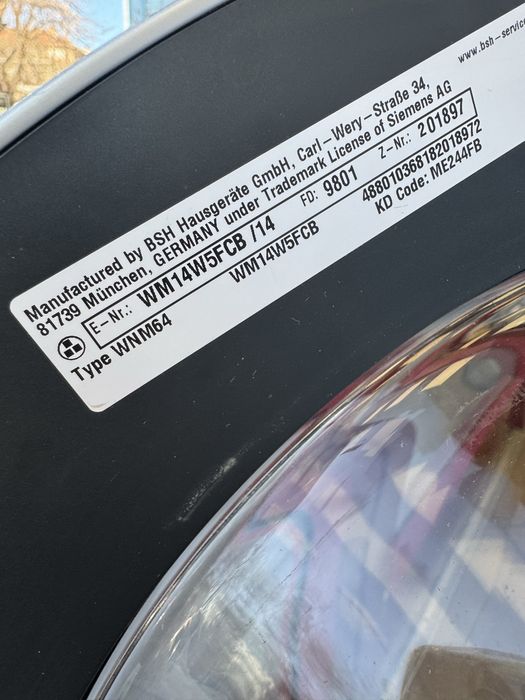 www.bsh-service
Manufactured by BSH Hausgeräte GmbH, Carl-Wery-Straße 34,
81739 München, GERMANY under Trademark License of Siemens AG
E-Nr.: WM14W5FCB /14 FD: 9801 Z-Nr.: 201897
Type WNM64 WM14W5FCB 488010368182018972
KD Code: ME244FB